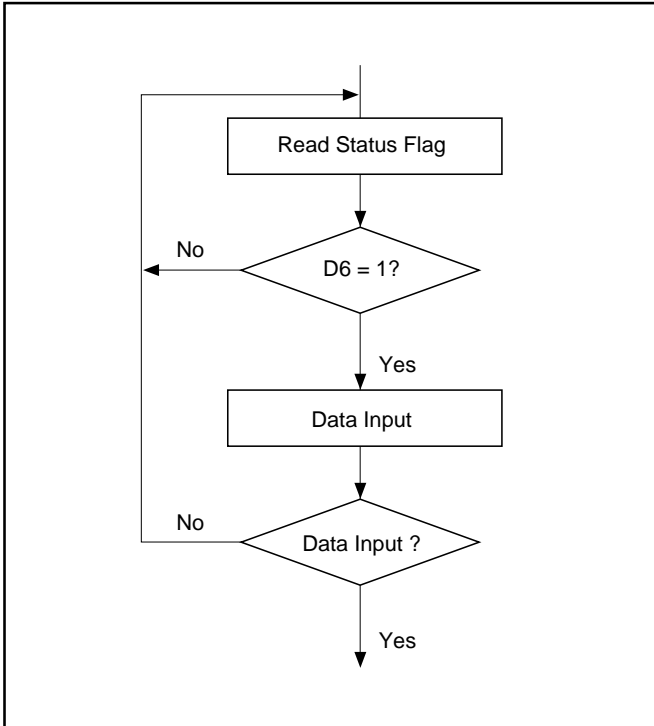 Read Status Flag
No
D6 = 1?
Yes
Data Input
No
Data Input ?
Yes